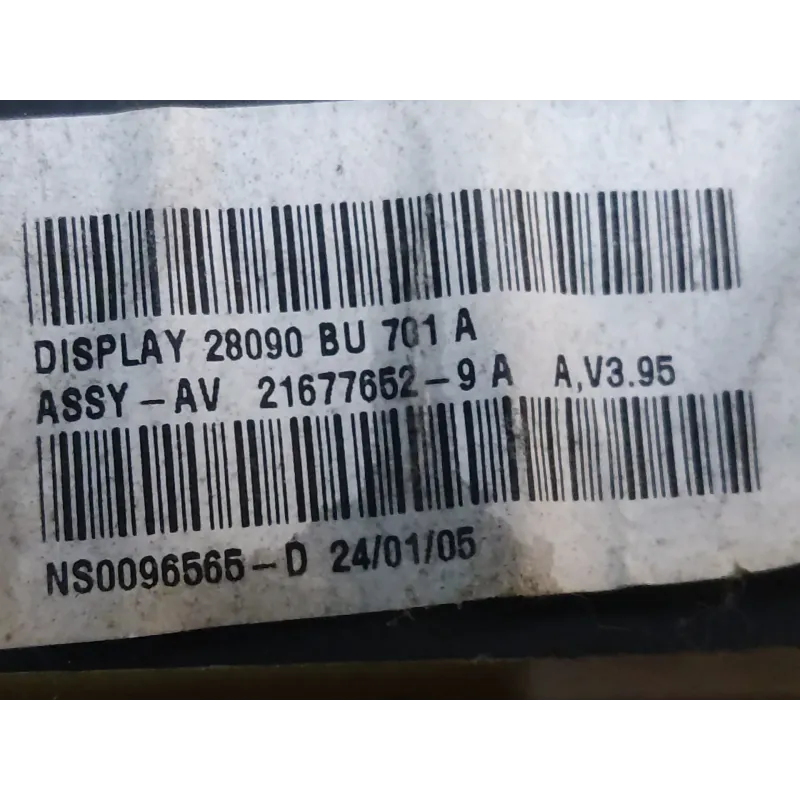 DISPLAY 28090 BU 701 A
ASSY-AV 21677652-9 A A,V3.95
NS0096565-D 24/01/05